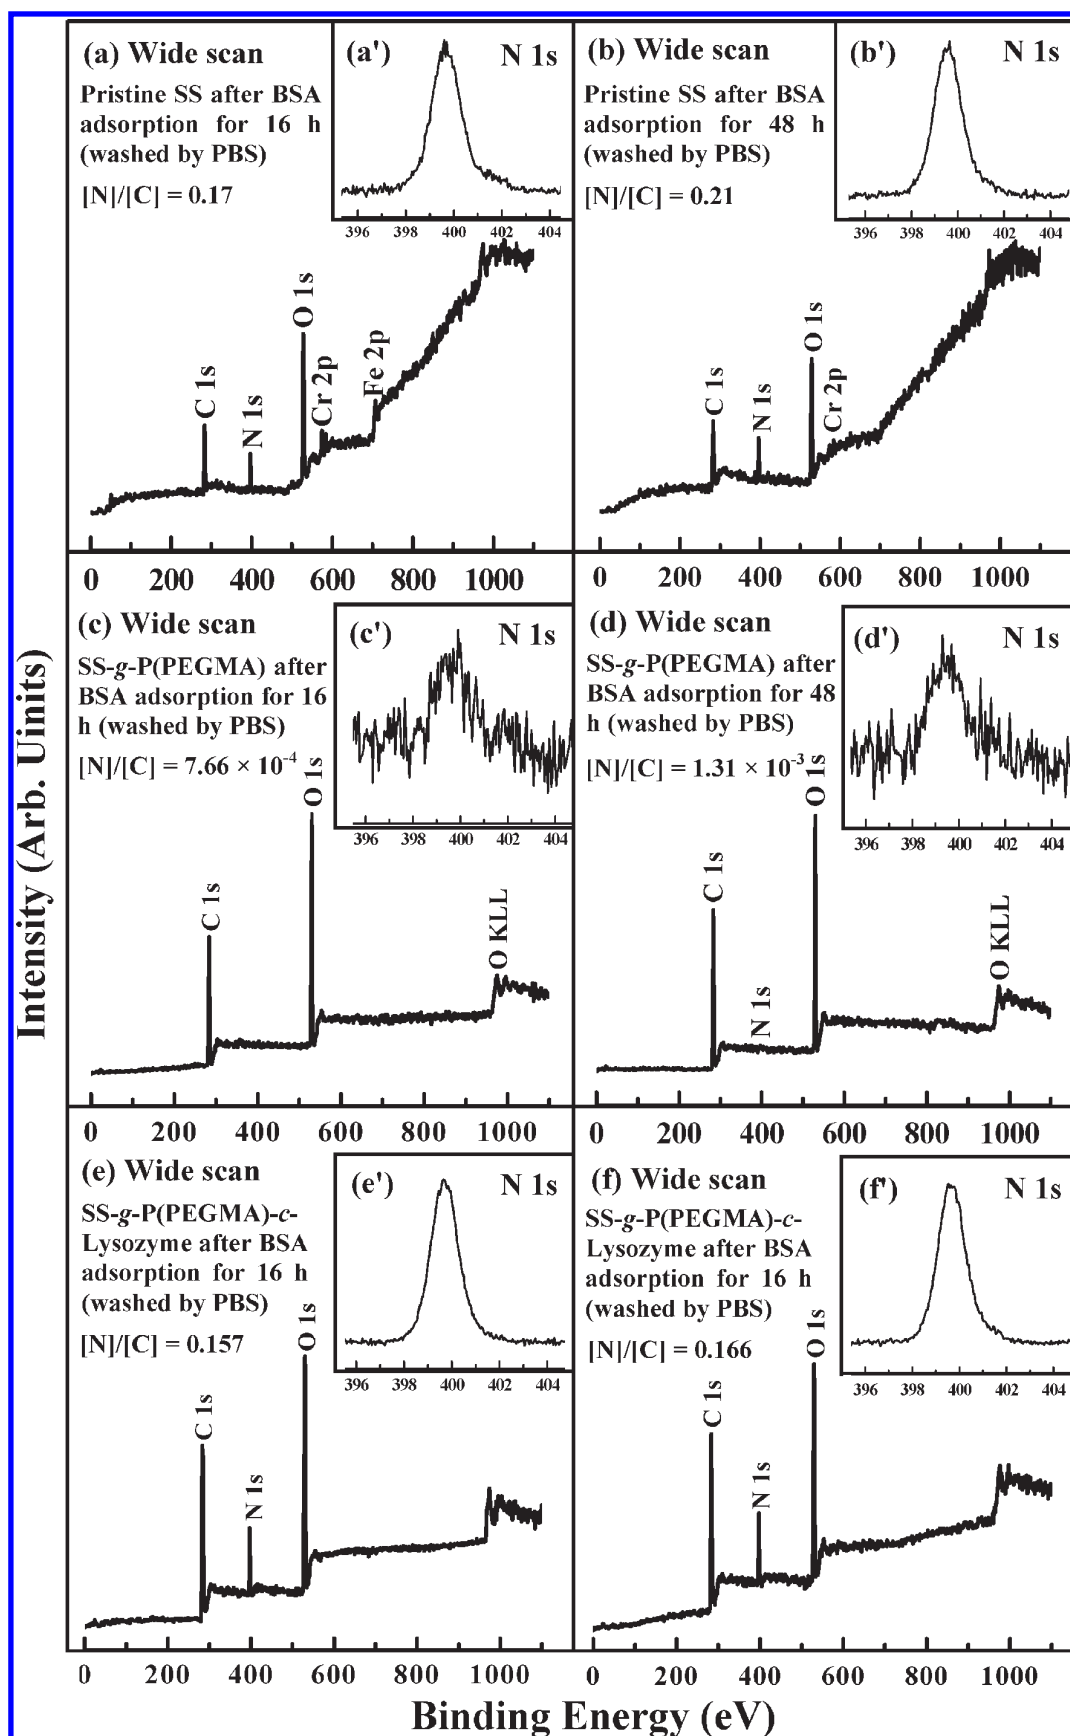 Intensity (Arb. Uinits)
(a) Wide scan
Pristine SS after BSA
adsorption for 16 h
(washed by PBS)
[N]/[C] = 0.17
(a') N 1s
396 398 400 402 404
C 1s
N 1s
O 1s
Cr 2p
Fe 2p
0 200 400 600 800 1000
(b) Wide scan
Pristine SS after BSA
adsorption for 48 h
(washed by PBS)
[N]/[C] = 0.21
(b') N 1s
396 398 400 402 404
C 1s
N 1s
O 1s
Cr 2p
0 200 400 600 800 1000
(c) Wide scan
SS-g-P(PEGMA) after
BSA adsorption for 16
h (washed by PBS)
[N]/[C] = 7.66 × 10⁻⁴
(c') N 1s
396 398 400 402 404
C 1s
O 1s
O KLL
0 200 400 600 800 1000
(d) Wide scan
SS-g-P(PEGMA) after
BSA adsorption for 48
h (washed by PBS)
[N]/[C] = 1.31 × 10⁻³
(d') N 1s
396 398 400 402 404
C 1s
N 1s
O 1s
O KLL
0 200 400 600 800 1000
(e) Wide scan
SS-g-P(PEGMA)-c-
Lysozyme after BSA
adsorption for 16 h
(washed by PBS)
[N]/[C] = 0.157
(e') N 1s
396 398 400 402 404
C 1s
N 1s
O 1s
0 200 400 600 800 1000
(f) Wide scan
SS-g-P(PEGMA)-c-
Lysozyme after BSA
adsorption for 16 h
(washed by PBS)
[N]/[C] = 0.166
(f') N 1s
396 398 400 402 404
C 1s
N 1s
O 1s
0 200 400 600 800 1000
Binding Energy (eV)